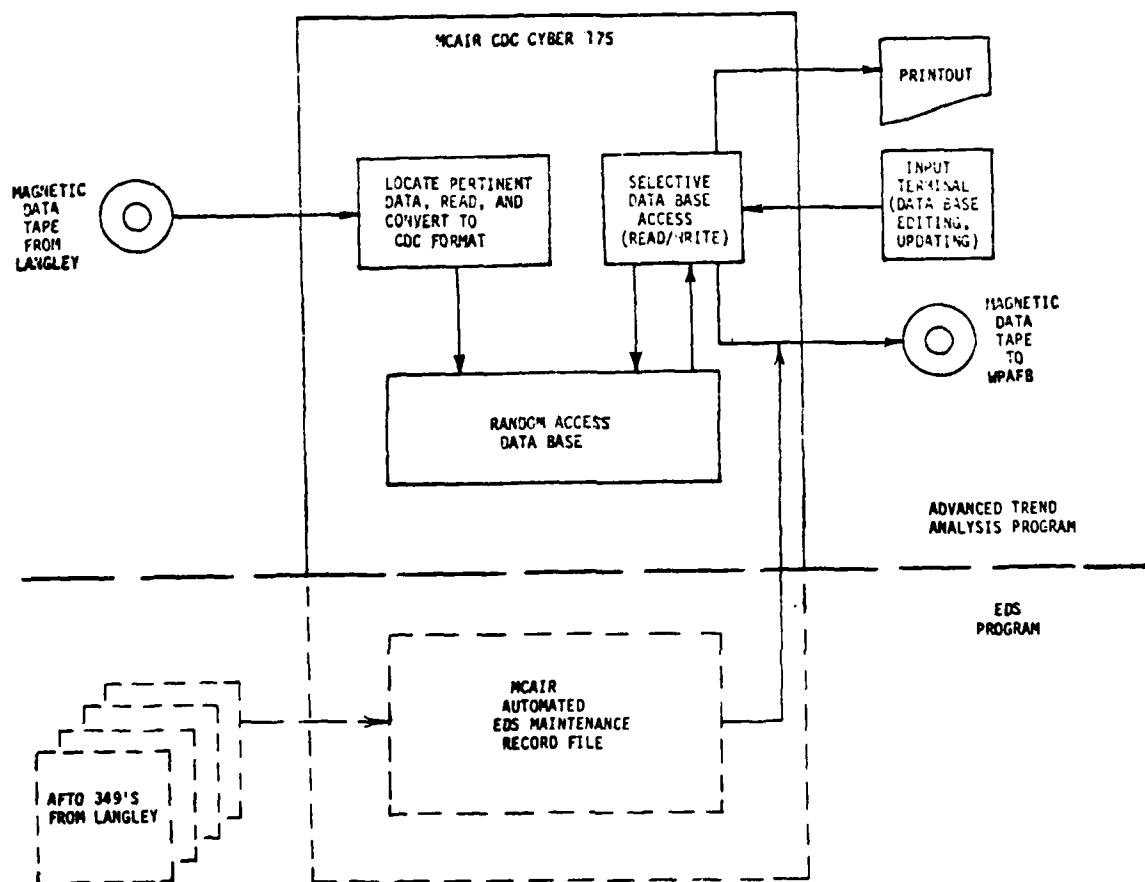 MCAIR CDC CYBER 175
PRINTOUT
MAGNETIC
DATA
TAPE
FROM
LANGLEY
LOCATE PERTINENT
DATA, READ, AND
CONVERT TO
CDC FORMAT
SELECTIVE
DATA BASE
ACCESS
(READ/WRITE)
INPUT
TERMINAL
(DATA BASE
EDITING,
UPDATING)
MAGNETIC
DATA
TAPE
TO
WPAFB
RANDOM ACCESS
DATA BASE
ADVANCED TREND
ANALYSIS PROGRAM
EDS
PROGRAM
MCAIR
AUTOMATED
EDS MAINTENANCE
RECORD FILE
AFTO 349'S
FROM LANGLEY